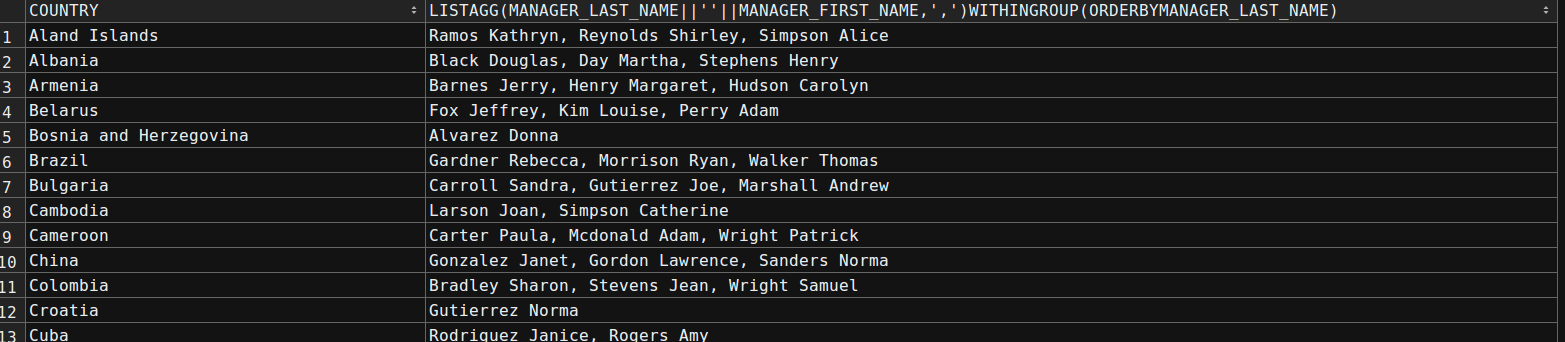 COUNTRY LISTAGG(MANAGER_LAST_NAME||''||MANAGER_FIRST_NAME,',')WITHINGROUP(ORDERBYMANAGER_LAST_NAME)
1 Aland Islands Ramos Kathryn, Reynolds Shirley, Simpson Alice
2 Albania Black Douglas, Day Martha, Stephens Henry
3 Armenia Barnes Jerry, Henry Margaret, Hudson Carolyn
4 Belarus Fox Jeffrey, Kim Louise, Perry Adam
5 Bosnia and Herzegovina Alvarez Donna
6 Brazil Gardner Rebecca, Morrison Ryan, Walker Thomas
7 Bulgaria Carroll Sandra, Gutierrez Joe, Marshall Andrew
8 Cambodia Larson Joan, Simpson Catherine
9 Cameroon Carter Paula, Mcdonald Adam, Wright Patrick
10 China Gonzalez Janet, Gordon Lawrence, Sanders Norma
11 Colombia Bradley Sharon, Stevens Jean, Wright Samuel
12 Croatia Gutierrez Norma
13 Cuba Rodriguez Janice, Rogers Amy